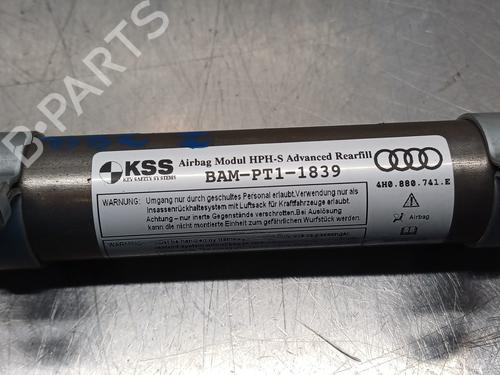 B-PARTS
KSS
KEY SAFETY SYSTEMS
Airbag Modul HPH-S Advanced Rearfill
BAM-PT1-1839
4H0.880.741.E
WARNUNG: Umgang nur durch geschultes Personal erlaubt.Verwendung nur als
Insassenrückhaltesystem mit Luftsack für Kraftfahrzeuge erlaubt.
Achtung - nur inerte Gegenstände verschrotten.Bei Auslösung
kann die nicht montierte Einheit zum gefährlichen Wurfstück werden.
Airbag
WARNING: